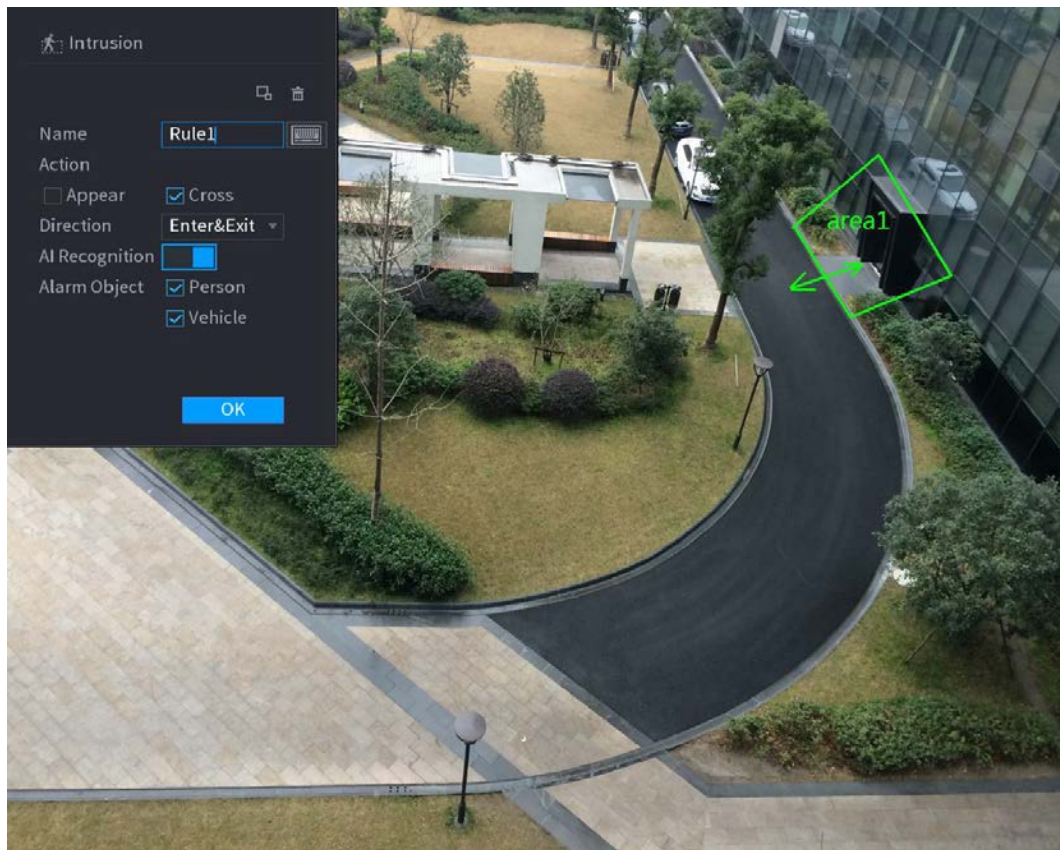 Intrusion
Name Rule1
Action
Appear Cross
Direction Enter&Exit
AI Recognition
Alarm Object Person
Vehicle
OK
area1